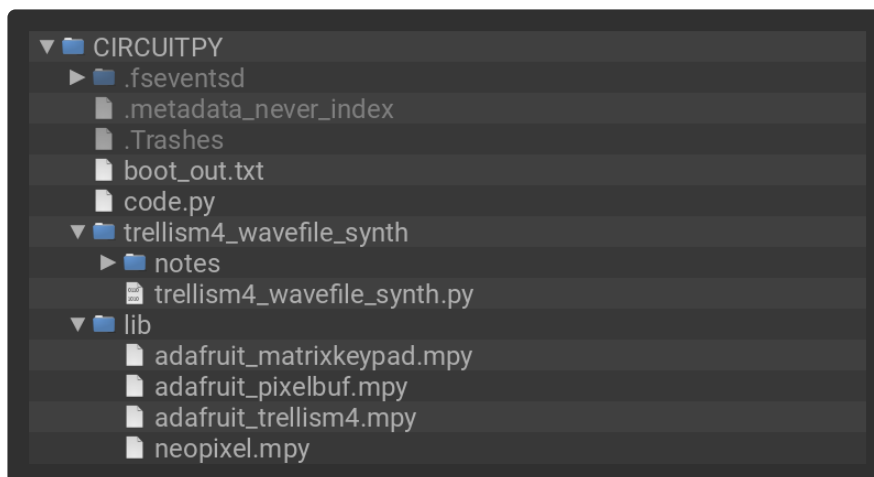 CIRCUITPY
.fseventsd
.metadata_never_index
.Trashes
boot_out.txt
code.py
trellism4_wavefile_synth
notes
trellism4_wavefile_synth.py
lib
adafruit_matrixkeypad.mpy
adafruit_pixelbuf.mpy
adafruit_trellism4.mpy
neopixel.mpy